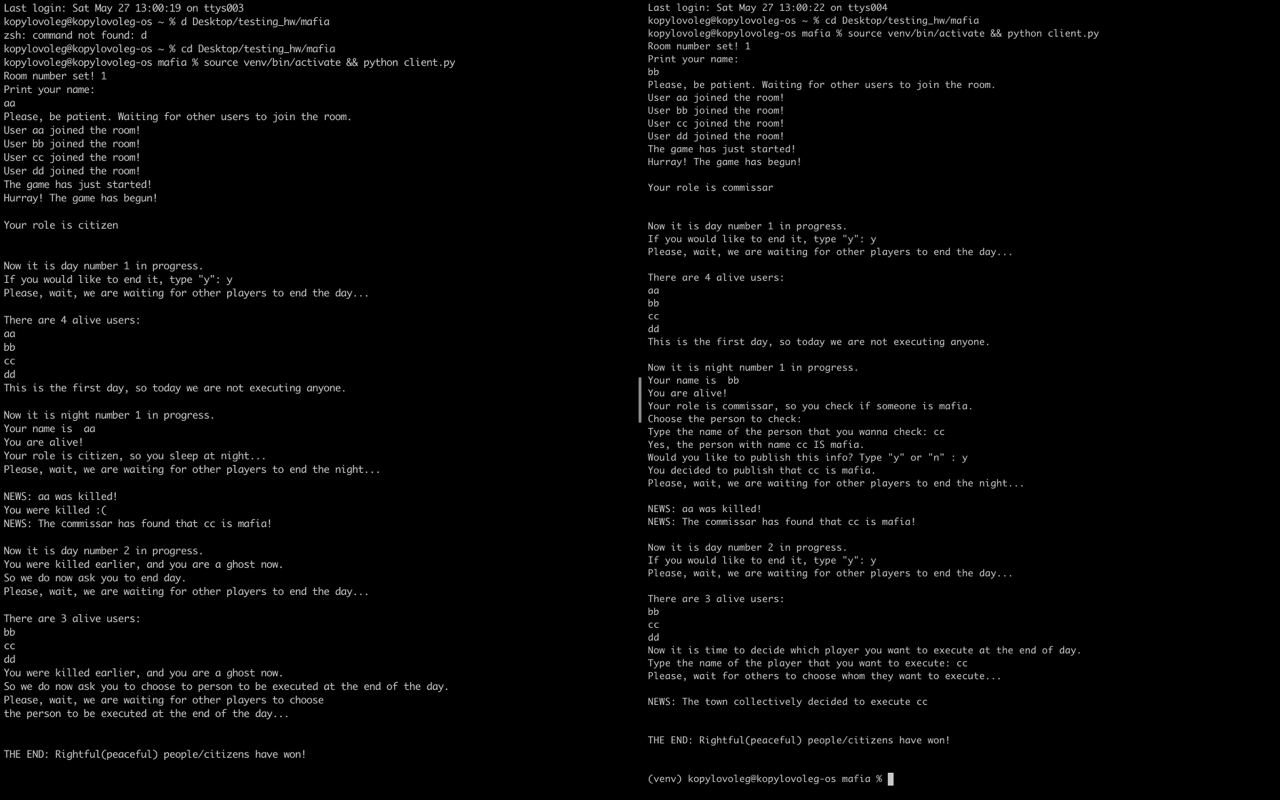 Last login: Sat May 27 13:00:19 on ttys003
kopylovoleg@kopylovoleg-os ~ % d Desktop/testing_hw/mafia
zsh: command not found: d
kopylovoleg@kopylovoleg-os ~ % cd Desktop/testing_hw/mafia
kopylovoleg@kopylovoleg-os mafia % source venv/bin/activate && python client.py
Room number set! 1
Print your name:
aa
Please, be patient. Waiting for other users to join the room.
User aa joined the room!
User bb joined the room!
User cc joined the room!
User dd joined the room!
The game has just started!
Hurray! The game has begun!
Your role is citizen
Now it is day number 1 in progress.
If you would like to end it, type "y": y
Please, wait, we are waiting for other players to end the day...
There are 4 alive users:
aa
bb
cc
dd
This is the first day, so today we are not executing anyone.
Now it is night number 1 in progress.
Your name is  aa
You are alive!
Your role is citizen, so you sleep at night...
Please, wait, we are waiting for other players to end the night...
NEWS: aa was killed!
You were killed :(
NEWS: The commissar has found that cc is mafia!
Now it is day number 2 in progress.
You were killed earlier, and you are a ghost now.
So we do now ask you to end day.
Please, wait, we are waiting for other players to end the day...
There are 3 alive users:
bb
cc
dd
You were killed earlier, and you are a ghost now.
So we do now ask you to choose to person to be executed at the end of the day.
Please, wait, we are waiting for other players to choose
the person to be executed at the end of the day...
THE END: Rightful(peaceful) people/citizens have won!
Last login: Sat May 27 13:00:22 on ttys004
kopylovoleg@kopylovoleg-os ~ % cd Desktop/testing_hw/mafia
kopylovoleg@kopylovoleg-os mafia % source venv/bin/activate && python client.py
Room number set! 1
Print your name:
bb
Please, be patient. Waiting for other users to join the room.
User aa joined the room!
User bb joined the room!
User cc joined the room!
User dd joined the room!
The game has just started!
Hurray! The game has begun!
Your role is commissar
Now it is day number 1 in progress.
If you would like to end it, type "y": y
Please, wait, we are waiting for other players to end the day...
There are 4 alive users:
aa
bb
cc
dd
This is the first day, so today we are not executing anyone.
Now it is night number 1 in progress.
Your name is  bb
You are alive!
Your role is commissar, so you check if someone is mafia.
Choose the person to check:
Type the name of the person that you wanna check: cc
Yes, the person with name cc IS mafia.
Would you like to publish this info? Type "y" or "n" : y
You decided to publish that cc is mafia.
Please, wait, we are waiting for other players to end the night...
NEWS: aa was killed!
NEWS: The commissar has found that cc is mafia!
Now it is day number 2 in progress.
If you would like to end it, type "y": y
Please, wait, we are waiting for other players to end the day...
There are 3 alive users:
bb
cc
dd
Now it is time to decide which player you want to execute at the end of day.
Type the name of the player that you want to execute: cc
Please, wait for others to choose whom they want to execute...
NEWS: The town collectively decided to execute cc
THE END: Rightful(peaceful) people/citizens have won!
(venv) kopylovoleg@kopylovoleg-os mafia %